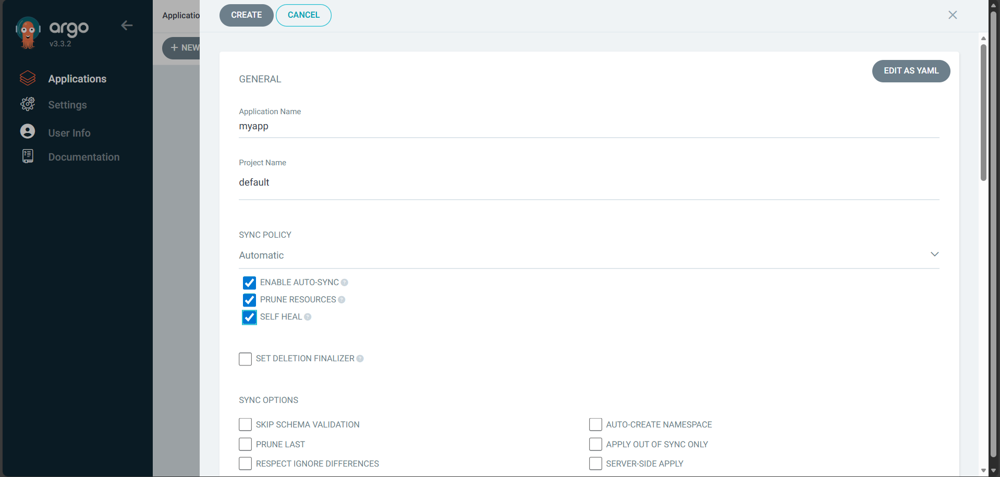 argo
v3.3.2
Applications
Settings
User Info
Documentation
Applicatio
+ NEW
CREATE
CANCEL
EDIT AS YAML
GENERAL
Application Name
myapp
Project Name
default
SYNC POLICY
Automatic
ENABLE AUTO-SYNC ?
PRUNE RESOURCES ?
SELF HEAL ?
SET DELETION FINALIZER ?
SYNC OPTIONS
SKIP SCHEMA VALIDATION
AUTO-CREATE NAMESPACE
PRUNE LAST
APPLY OUT OF SYNC ONLY
RESPECT IGNORE DIFFERENCES
SERVER-SIDE APPLY